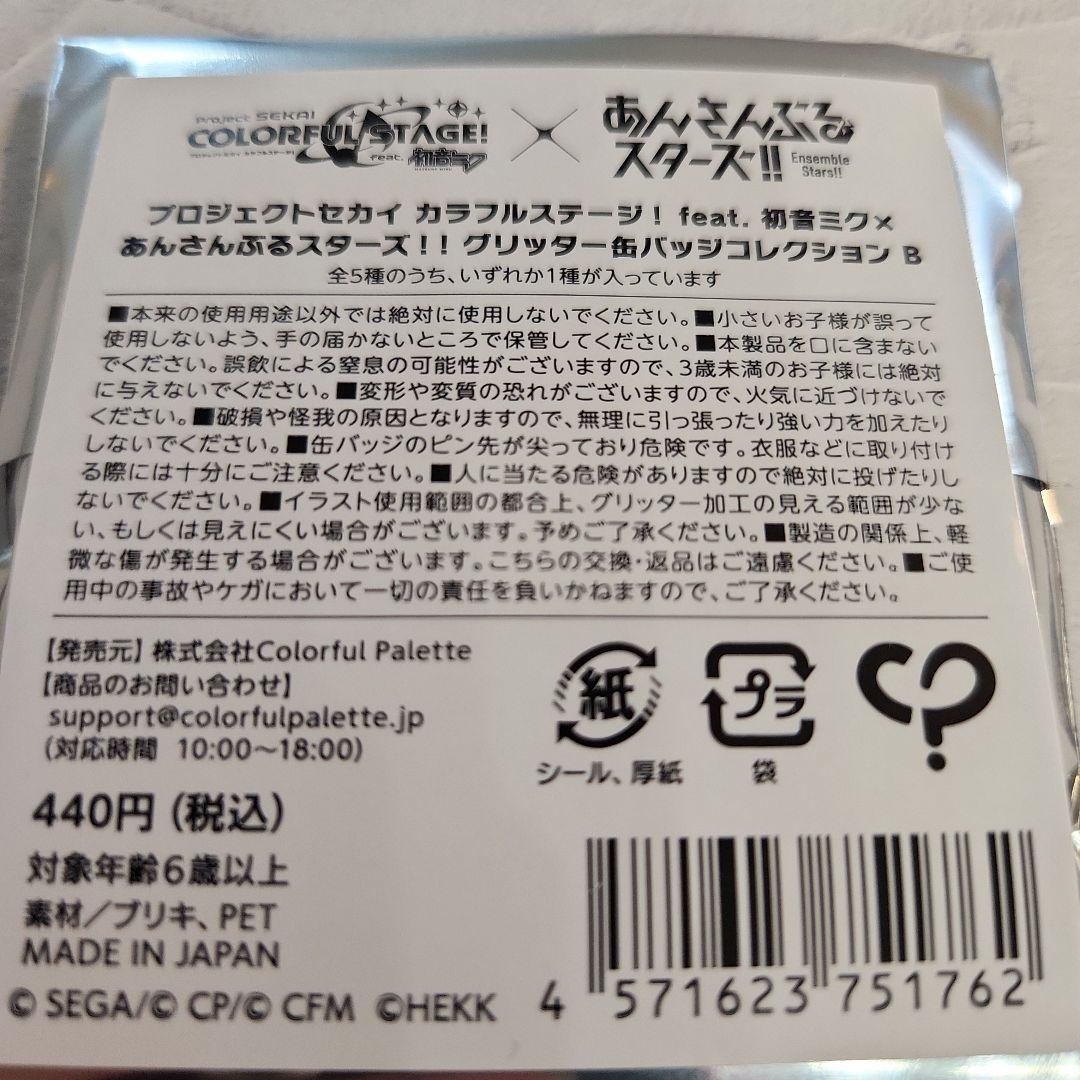 Project SEKAI
COLORFUL STAGE!
プロジェクトセカイ カラフルステージ!
feat. 初音ミク
HATSUNE MIKU
×
あんさんぶる
スターズ!!
Ensemble
Stars!!
プロジェクトセカイ カラフルステージ! feat. 初音ミク×
あんさんぶるスターズ!! グリッター缶バッジコレクション B
全5種のうち、いずれか1種が入っています
■本来の使用用途以外では絶対に使用しないでください。■小さいお子様が誤って
使用しないよう、手の届かないところで保管してください。■本製品を口に含まない
でください。誤飲による窒息の可能性がございますので、3歳未満のお子様には絶対
に与えないでください。■変形や変質の恐れがございますので、火気に近づけないで
ください。■破損や怪我の原因となりますので、無理に引っ張ったり強い力を加えたり
しないでください。■缶バッジのピン先が尖っており危険です。衣服などに取り付け
る際には十分にご注意ください。■人に当たる危険がありますので絶対に投げたりし
ないでください。■イラスト使用範囲の都合上、グリッター加工の見える範囲が少な
い、もしくは見えにくい場合がございます。予めご了承ください。■製造の関係上、軽
微な傷が発生する場合がございます。こちらの交換・返品はご遠慮ください。■ご使
用中の事故やケガにおいて一切の責任を負いかねますので、ご了承ください。
【発売元】株式会社Colorful Palette
【商品のお問い合わせ】
support@colorfulpalette.jp
(対応時間 10:00〜18:00)
紙
シール、厚紙
プラ
袋
440円(税込)
対象年齢6歳以上
素材/ブリキ、PET
MADE IN JAPAN
© SEGA/© CP/© CFM ©HEKK
4 571623 751762